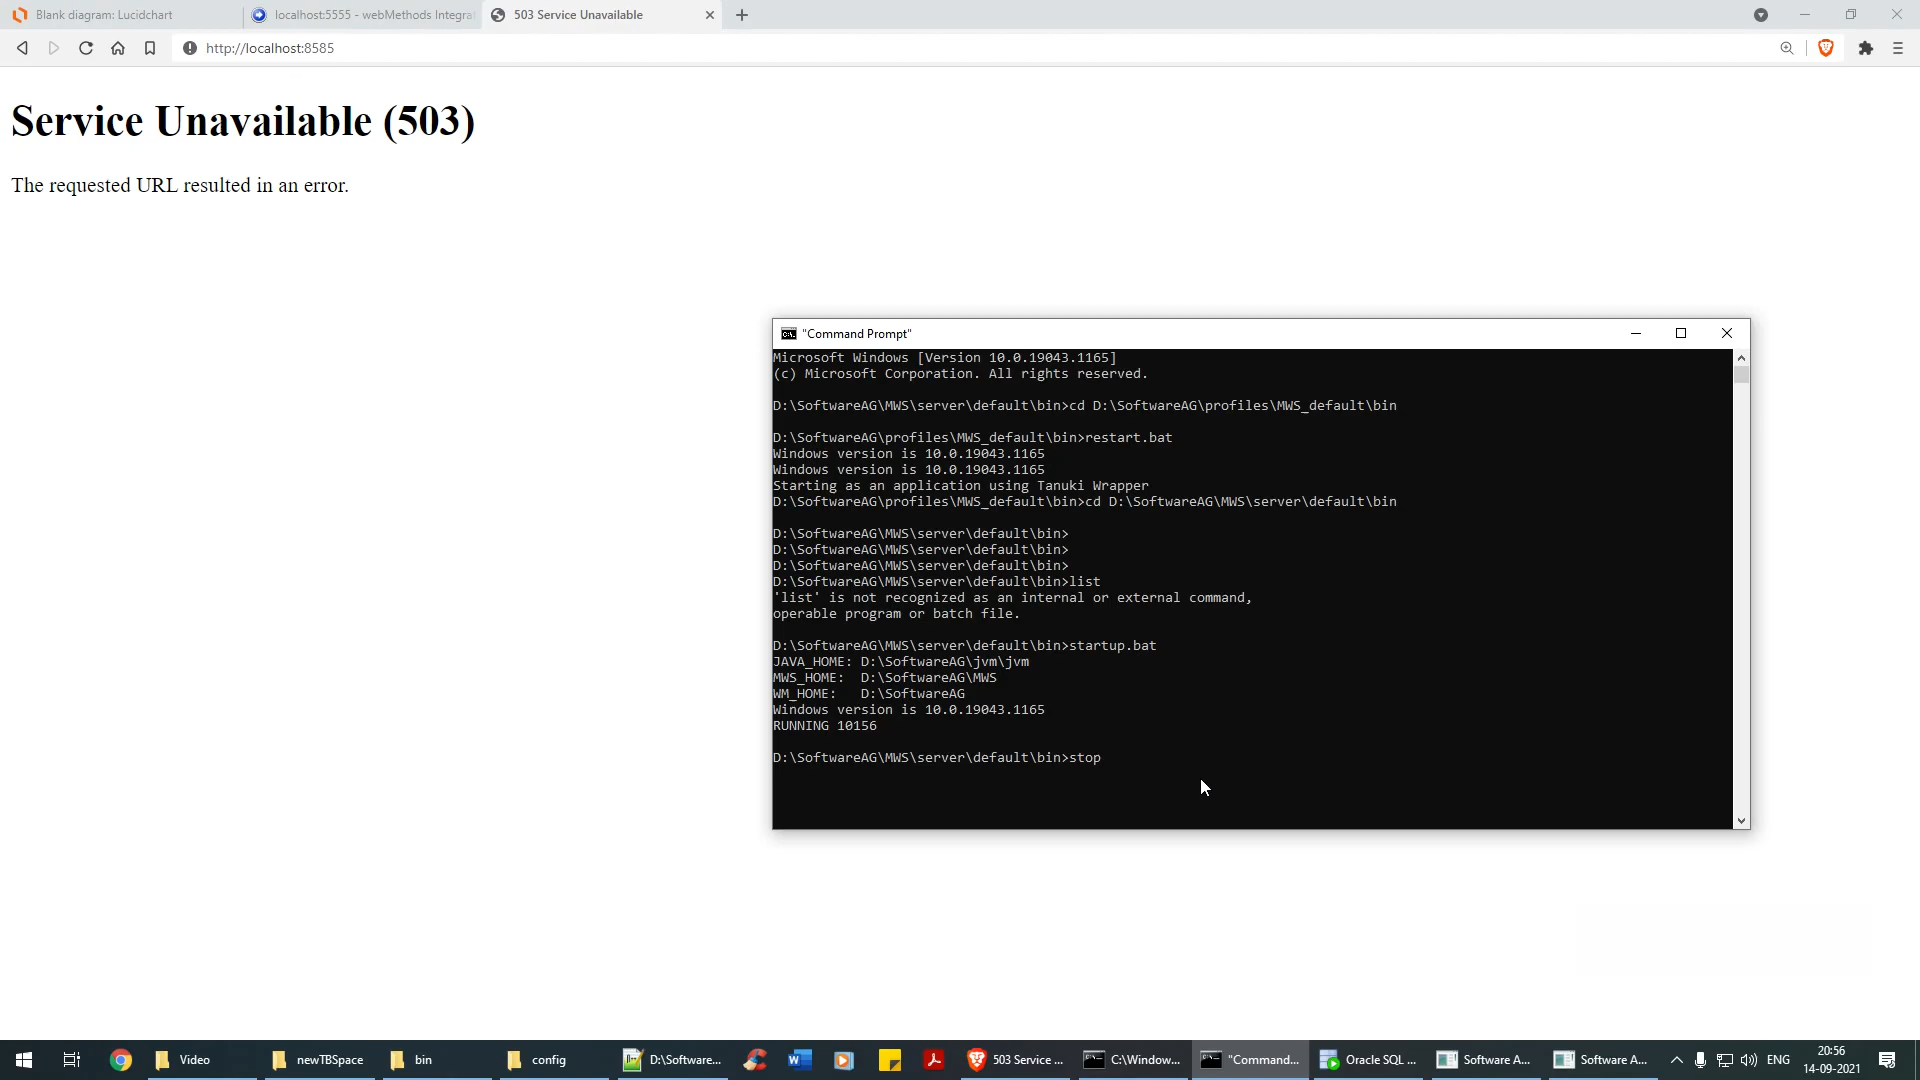 Blank diagram: Lucidchart
localhost:5555 - webMethods Integra
503 Service Unavailable
http://localhost:8585
Service Unavailable (503)
The requested URL resulted in an error.
"Command Prompt"
Microsoft Windows [Version 10.0.19043.1165]
(c) Microsoft Corporation. All rights reserved.
D:\SoftwareAG\MWS\server\default\bin>cd D:\SoftwareAG\profiles\MWS_default\bin
D:\SoftwareAG\profiles\MWS_default\bin>restart.bat
Windows version is 10.0.19043.1165
Windows version is 10.0.19043.1165
Starting as an application using Tanuki Wrapper
D:\SoftwareAG\profiles\MWS_default\bin>cd D:\SoftwareAG\MWS\server\default\bin
D:\SoftwareAG\MWS\server\default\bin>
D:\SoftwareAG\MWS\server\default\bin>
D:\SoftwareAG\MWS\server\default\bin>
D:\SoftwareAG\MWS\server\default\bin>list
'list' is not recognized as an internal or external command,
operable program or batch file.
D:\SoftwareAG\MWS\server\default\bin>startup.bat
JAVA_HOME: D:\SoftwareAG\jvm\jvm
MWS_HOME:  D:\SoftwareAG\MWS
WM_HOME:   D:\SoftwareAG
Windows version is 10.0.19043.1165
RUNNING 10156
D:\SoftwareAG\MWS\server\default\bin>stop
Video
newTBSpace
bin
config
D:\Software...
503 Service ...
C:\Window...
"Command...
Oracle SQL ...
Software A...
Software A...
ENG
20:56
14-09-2021